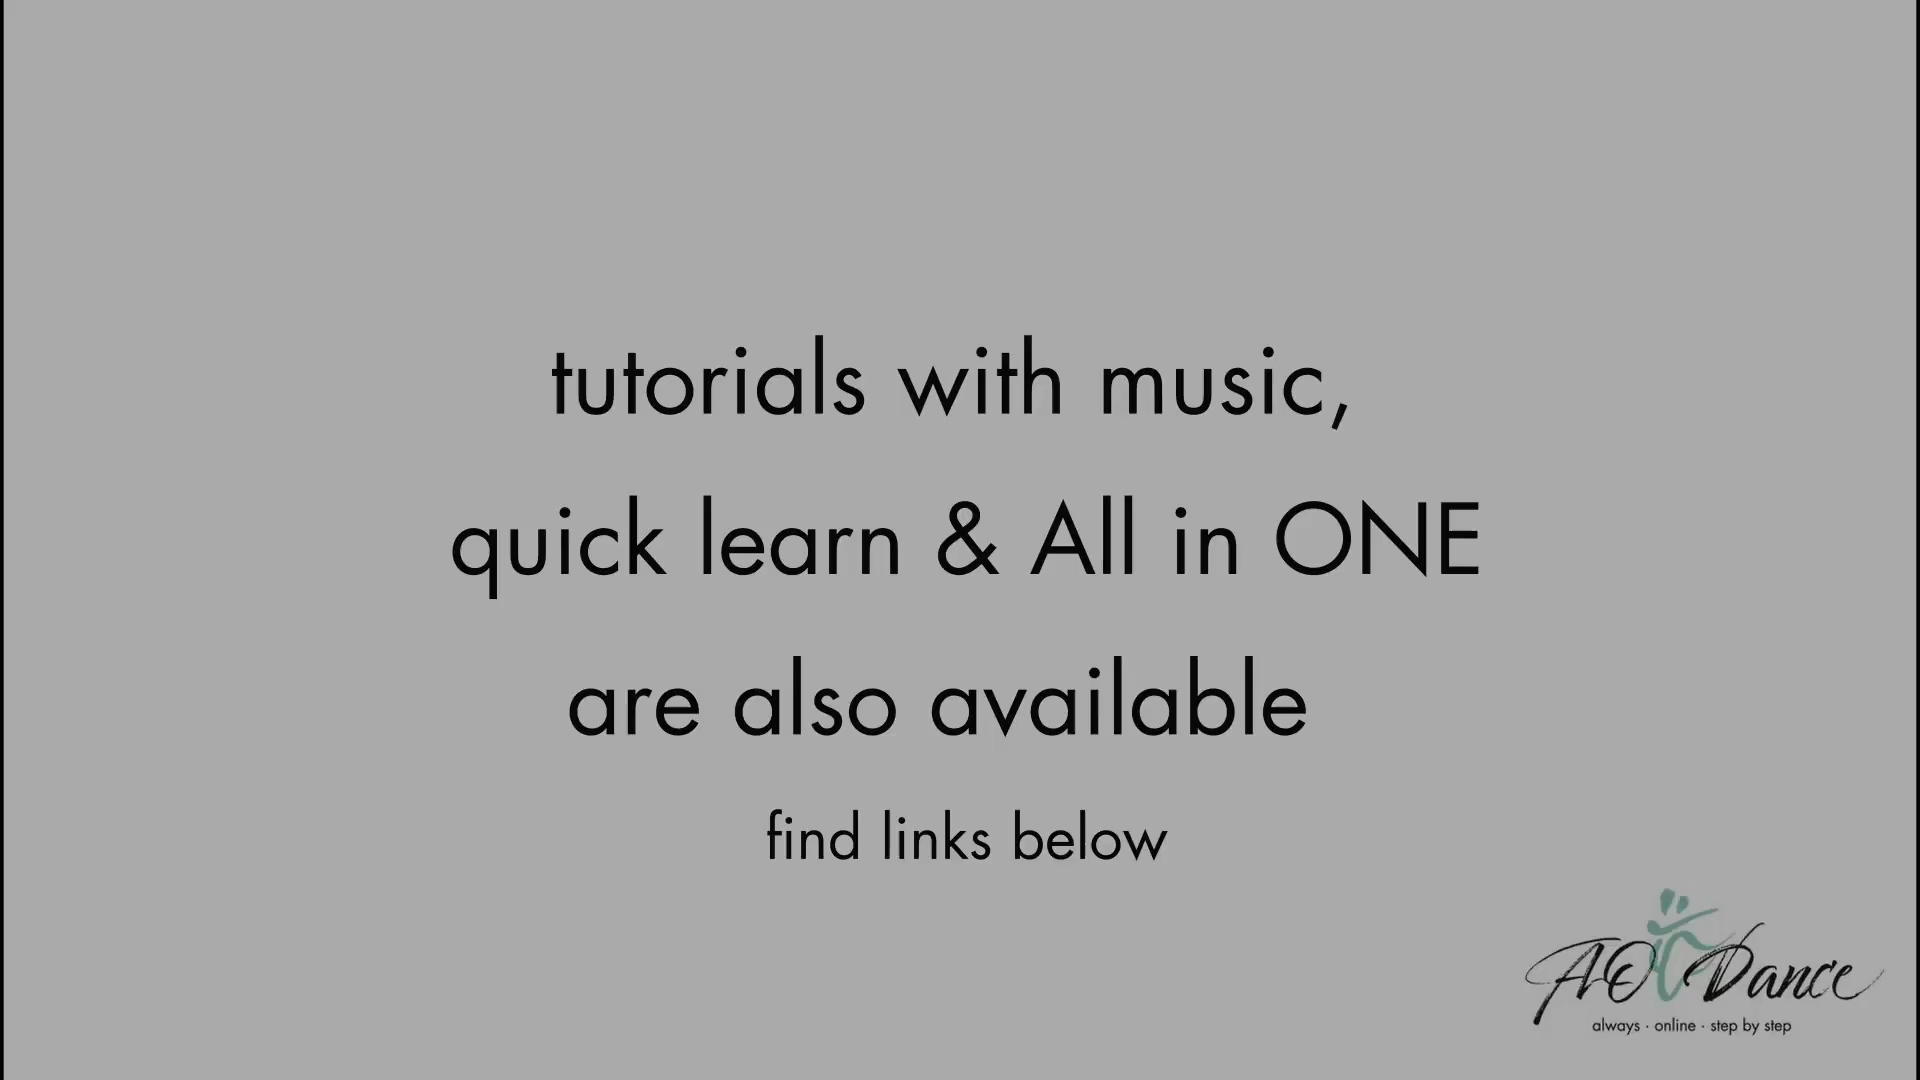 tutorials with music,
quick learn & All in ONE
are also available
find links below
AO Dance
always · online · step by step